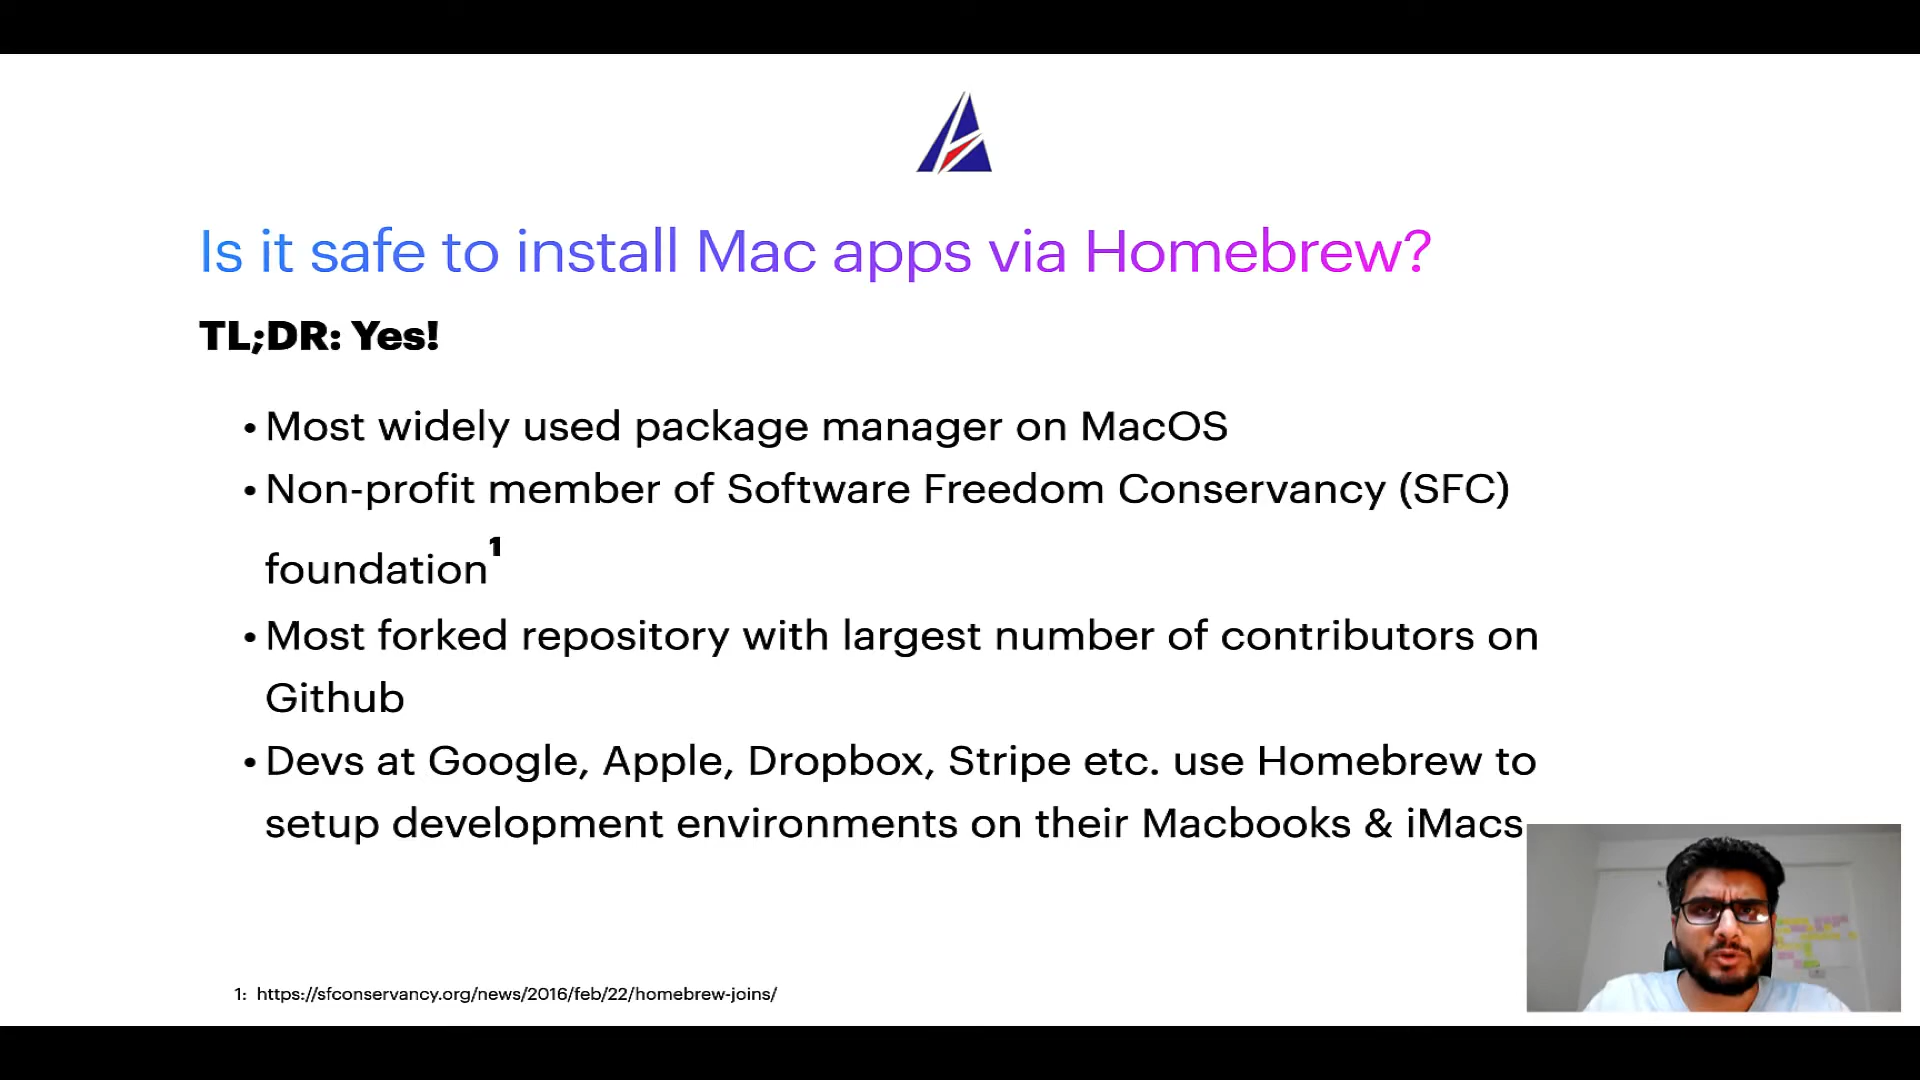 Is it safe to install Mac apps via Homebrew?
TL;DR: Yes!
• Most widely used package manager on MacOS
• Non-profit member of Software Freedom Conservancy (SFC)
foundation¹
• Most forked repository with largest number of contributors on
Github
• Devs at Google, Apple, Dropbox, Stripe etc. use Homebrew to
setup development environments on their Macbooks & iMacs
1: https://sfconservancy.org/news/2016/feb/22/homebrew-joins/